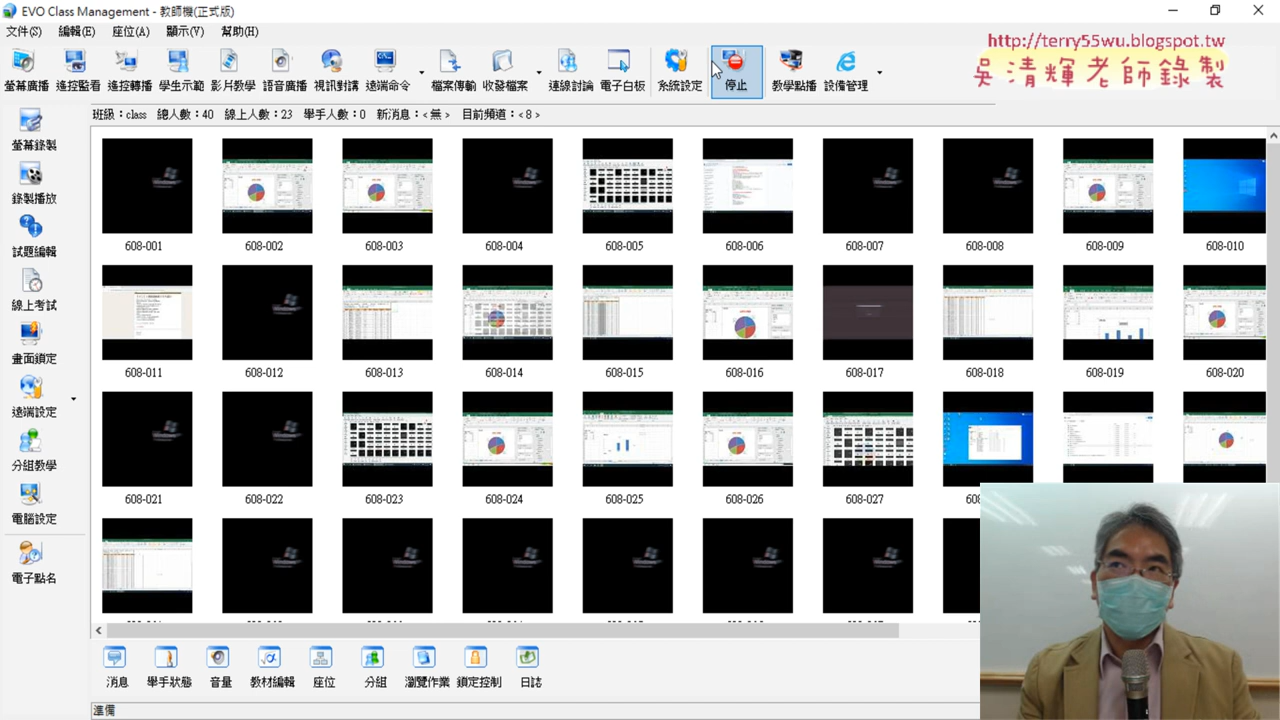 EVO Class Management - 教師機(正式版)
文件(S) 編輯(E) 座位(A) 顯示(V) 幫助(H)
http://terry55wu.blogspot.tw
吳清輝老師錄製
螢幕廣播 遙控監看 遙控轉播 學生示範 影片教學 語音廣播 視訊對講 遠端命令 檔案傳輸 收發檔案 連線討論 電子白板 系統設定 停止 教學點播 設備管理
班級：class 總人數：40 線上人數：23 舉手人數：0 新消息：<無> 目前頻道：<8>
螢幕錄製
錄製播放
試題編輯
線上考試
畫面鎖定
遠端設定
分組教學
電腦設定
電子點名
608-001 608-002 608-003 608-004 608-005 608-006 608-007 608-008 608-009 608-010
608-011 608-012 608-013 608-014 608-015 608-016 608-017 608-018 608-019 608-020
608-021 608-022 608-023 608-024 608-025 608-026 608-027
消息 舉手狀態 音量 教材編輯 座位 分組 瀏覽作業 鎖定控制 日誌
準備